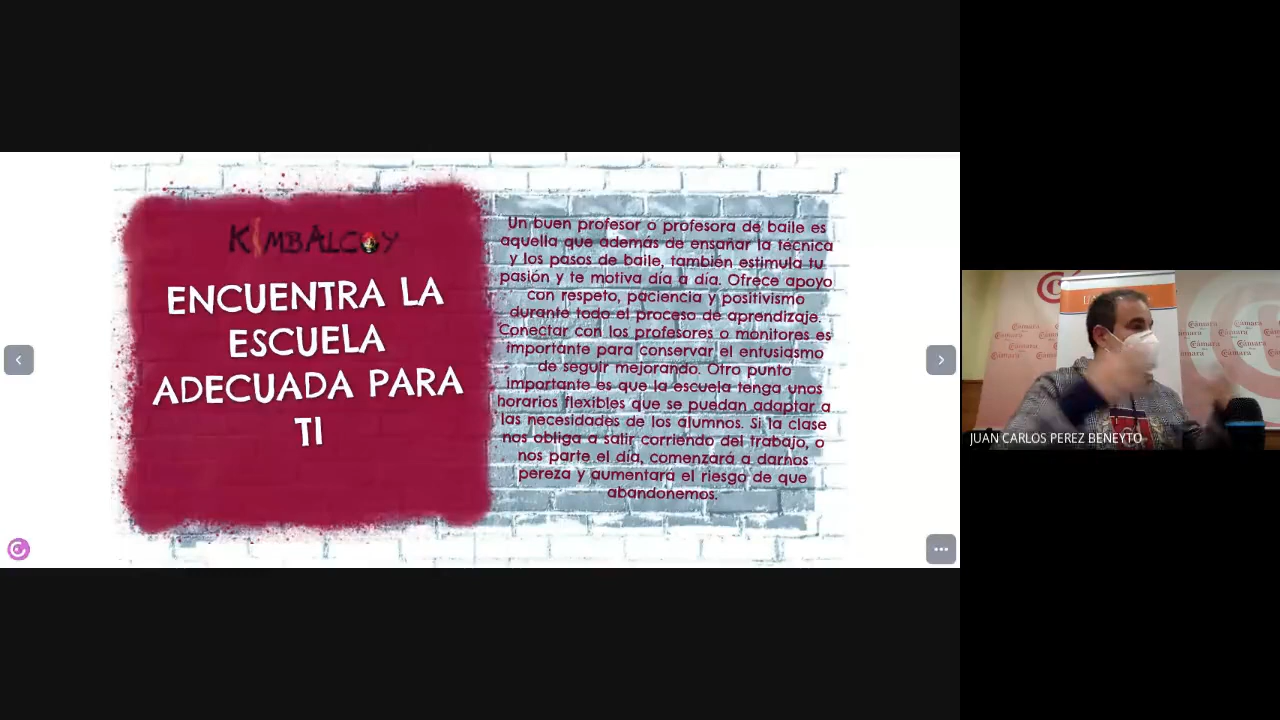 KIMBALCOY
ENCUENTRA LA
ESCUELA
ADECUADA PARA
TI
Un buen profesor o profesora de baile es
aquella que además de ensañar la técnica
y los pasos de baile, también estimula tu
pasión y te motiva día a día. Ofrece apoyo
con respeto, paciencia y positivismo
durante todo el proceso de aprendizaje.
Conectar con los profesores o monitores es
importante para conservar el entusiasmo
de seguir mejorando. Otro punto
importante es que la escuela tenga unos
horarios flexibles que se puedan adaptar a
las necesidades de los alumnos. Si la clase
nos obliga a salir corriendo del trabajo, o
nos parte el día, comenzará a darnos
pereza y aumentará el riesgo de que
abandonemos.
Cámara
Cámara
Cámara
Cámara
JUAN CARLOS PEREZ BENEYTO